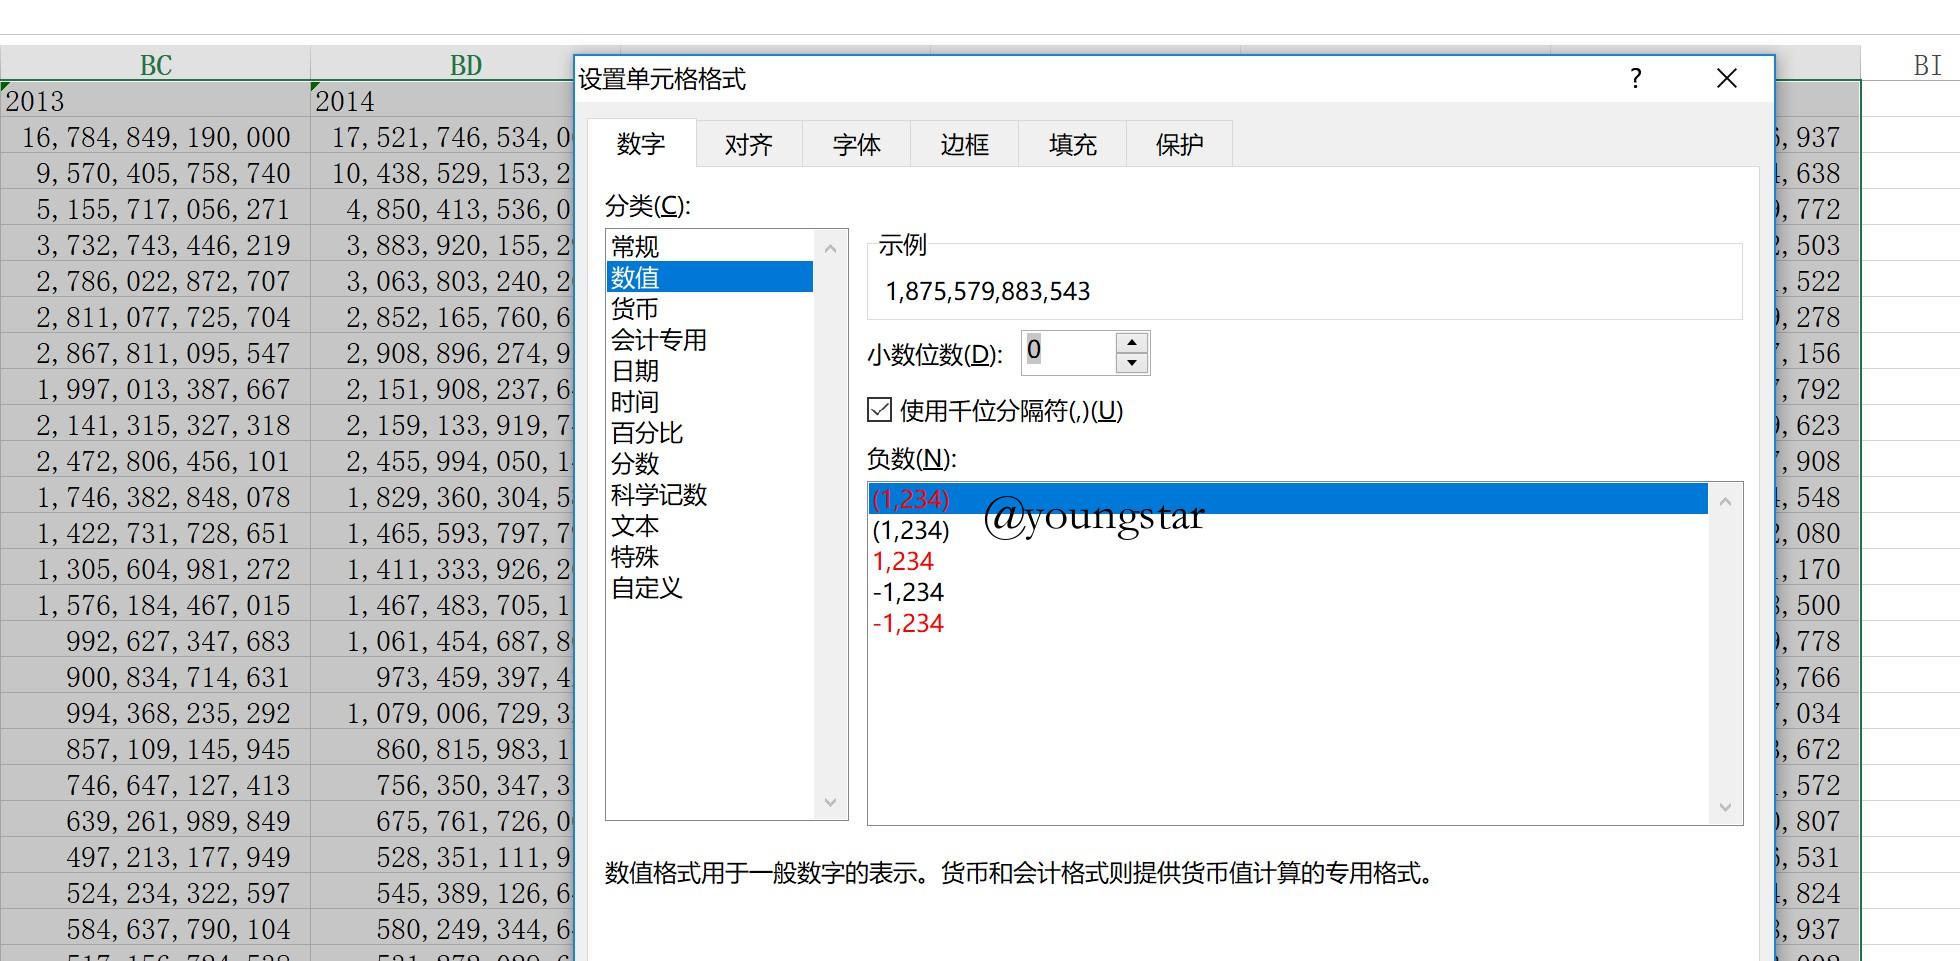 BC BD BI
设置单元格格式 ?
2013 2014
数字 对齐 字体 边框 填充 保护
16,784,849,190,000 17,521,746,534,0 ,937
9,570,405,758,740 10,438,529,153,2 ,638
5,155,717,056,271 4,850,413,536,0 ,772
3,732,743,446,219 3,883,920,155,2 ,503
2,786,022,872,707 3,063,803,240,2 ,522
2,811,077,725,704 2,852,165,760,6 ,278
2,867,811,095,547 2,908,896,274,9 ,156
1,997,013,387,667 2,151,908,237,6 ,792
2,141,315,327,318 2,159,133,919,7 ,623
2,472,806,456,101 2,455,994,050,1 ,908
1,746,382,848,078 1,829,360,304,5 ,548
1,422,731,728,651 1,465,593,797,7 ,080
1,305,604,981,272 1,411,333,926,2 ,170
1,576,184,467,015 1,467,483,705,1 ,500
992,627,347,683 1,061,454,687,8 ,778
900,834,714,631 973,459,397,4 ,766
994,368,235,292 1,079,006,729,3 ,034
857,109,145,945 860,815,983,1 ,672
746,647,127,413 756,350,347,3 ,572
639,261,989,849 675,761,726,0 ,807
497,213,177,949 528,351,111,9 ,531
524,234,322,597 545,389,126,6 ,824
584,637,790,104 580,249,344,6 ,937
分类(C):
常规
数值
货币
会计专用
日期
时间
百分比
分数
科学记数
文本
特殊
自定义
示例
1,875,579,883,543
小数位数(D): 0
使用千位分隔符(,)(U)
负数(N):
(1,234)
(1,234)
1,234
-1,234
-1,234
@youngstar
数值格式用于一般数字的表示。货币和会计格式则提供货币值计算的专用格式。